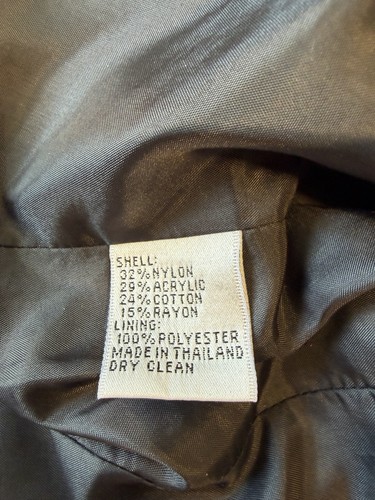 SHELL:
32%NYLON
29%ACRYLIC
24%COTTON
15%RAYON
LINING:
100%POLYESTER
MADE IN THAILAND
DRY CLEAN